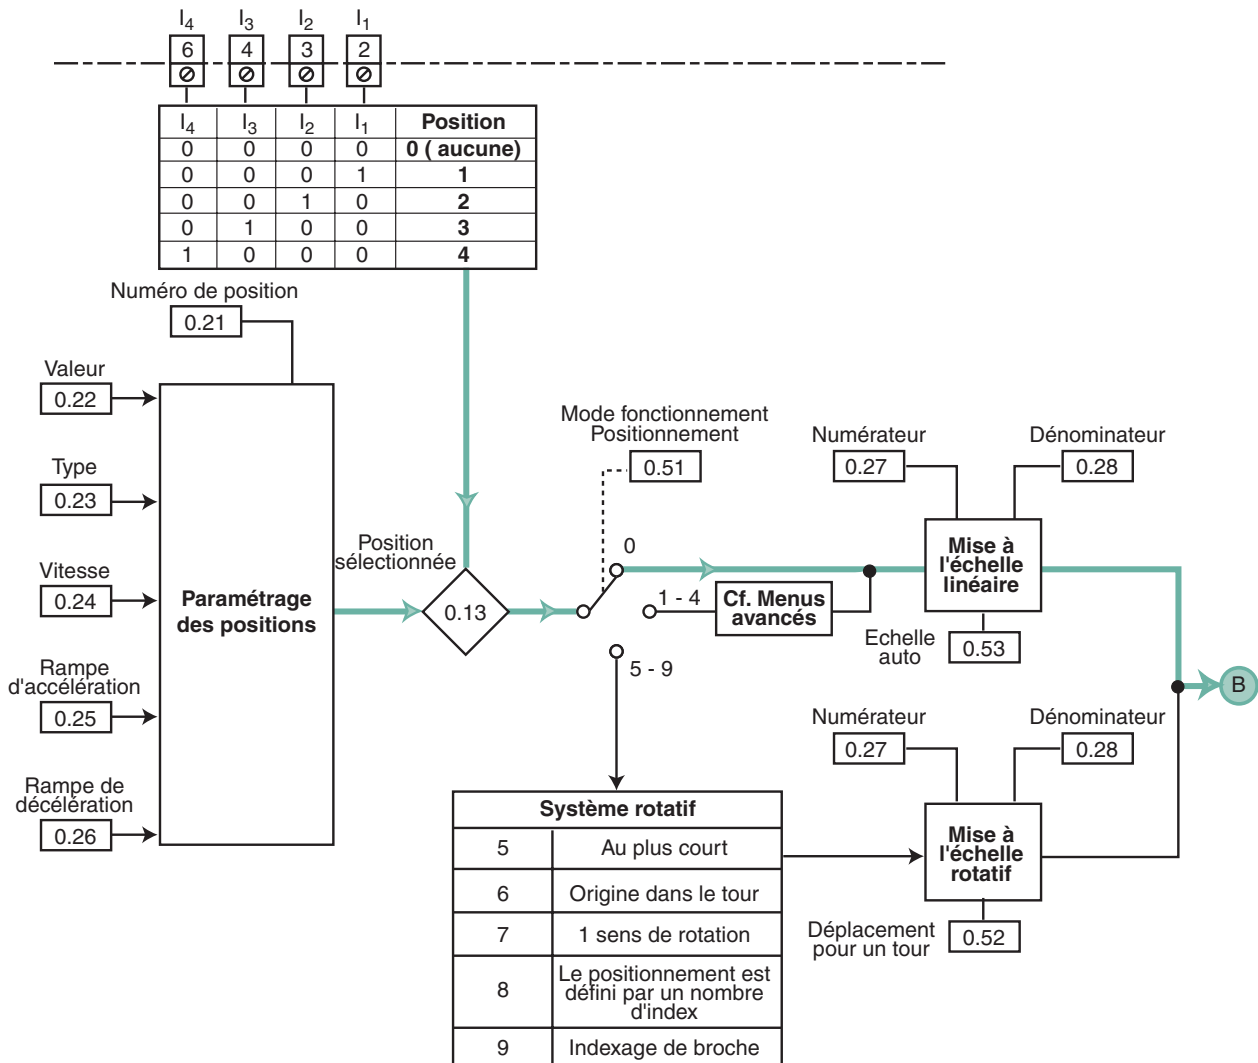 I4 I3 I2 I1
6 4 3 2
I4 I3 I2 I1 Position
0 0 0 0 0 ( aucune)
0 0 0 1 1
0 0 1 0 2
0 1 0 0 3
1 0 0 0 4
Numéro de position
0.21
Valeur
0.22
Type
0.23
Vitesse
0.24
Rampe
d'accélération
0.25
Rampe de
décélération
0.26
Paramétrage
des positions
Position
sélectionnée
0.13
Mode fonctionnement
Positionnement
0.51
0
1 - 4
5 - 9
Cf. Menus
avancés
Numérateur
0.27
Dénominateur
0.28
Mise à
l'échelle
linéaire
Echelle
auto
0.53
B
Numérateur
0.27
Dénominateur
0.28
Mise à
l'échelle
rotatif
Déplacement
pour un tour
0.52
Système rotatif
5 Au plus court
6 Origine dans le tour
7 1 sens de rotation
8 Le positionnement est
défini par un nombre
d'index
9 Indexage de broche